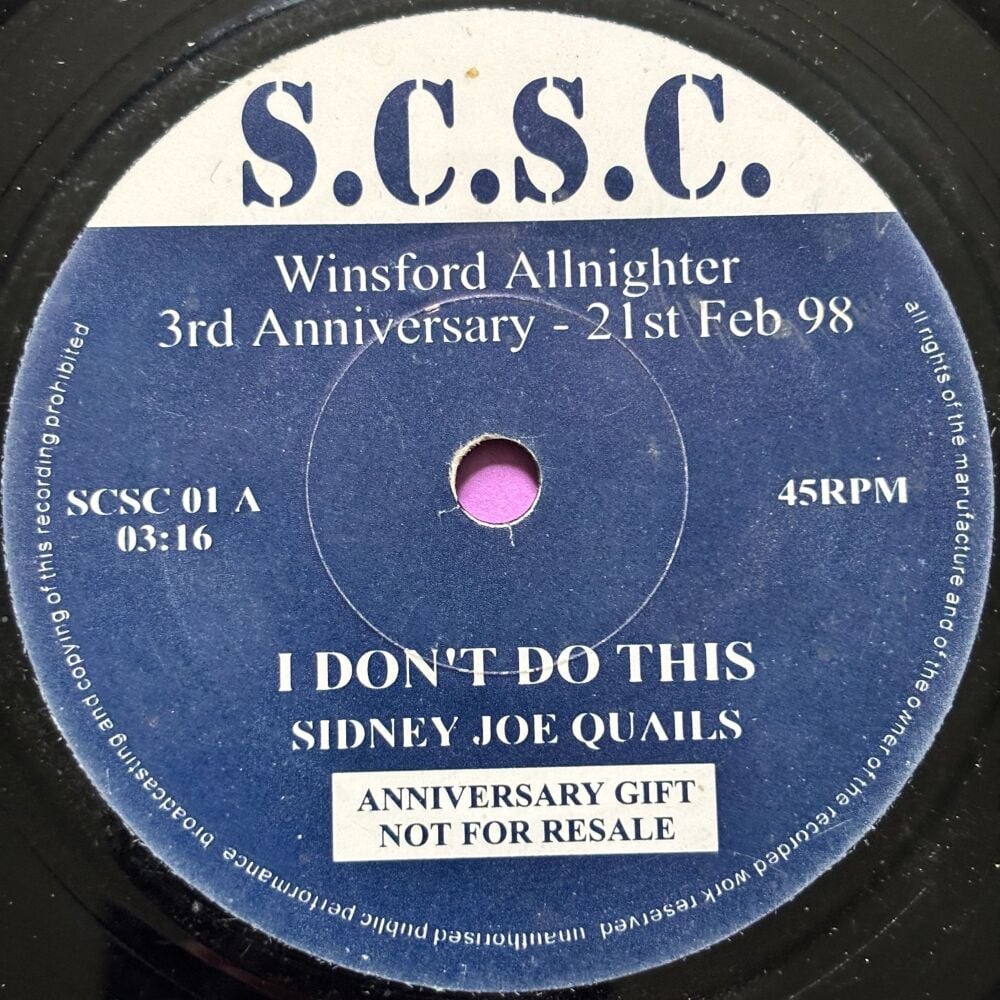 S.C.S.C.
Winsford Allnighter
3rd Anniversary - 21st Feb 98
SCSC 01 A
03:16
45RPM
I DON'T DO THIS
SIDNEY JOE QUAILS
ANNIVERSARY GIFT
NOT FOR RESALE
all rights of the manufacture and of the owner of the recorded work reserved unauthorised public performance broadcasting and copying of this recording prohibited